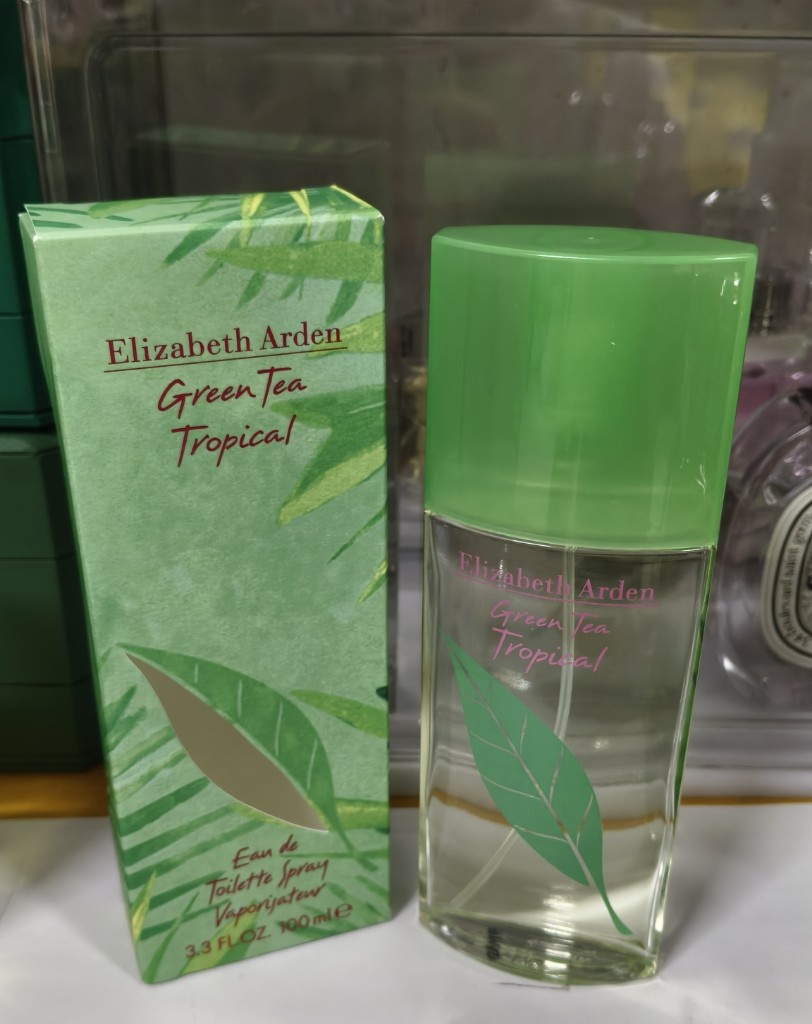 Elizabeth Arden
Green Tea
Tropical
Eau de
Toilette Spray
Vaporisateur
3.3 FL.OZ. 100 ml e
Elizabeth Arden
Green Tea
Tropical